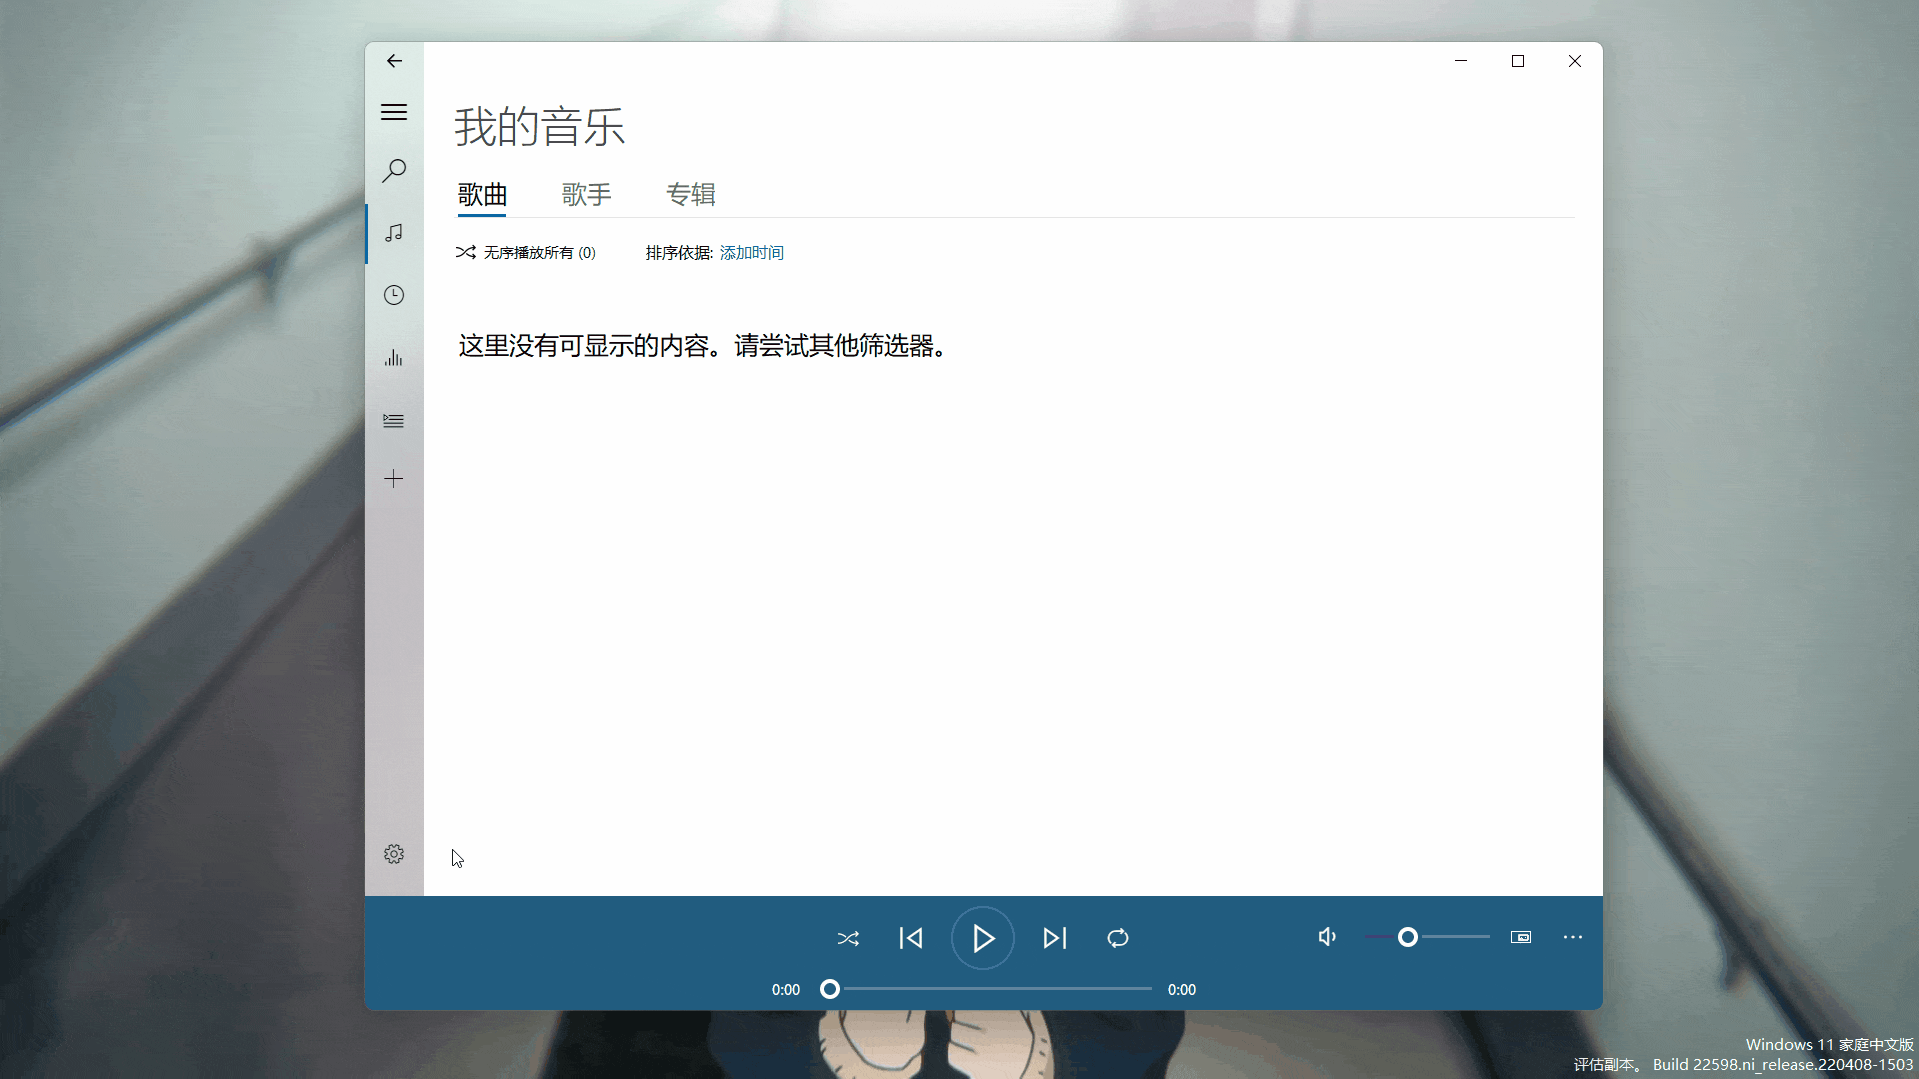 我的音乐
歌曲 歌手 专辑
无序播放所有 (0) 排序依据: 添加时间
这里没有可显示的内容。请尝试其他筛选器。
0:00 0:00
Windows 11 家庭中文版
评估副本。 Build 22598.ni_release.220408-1503